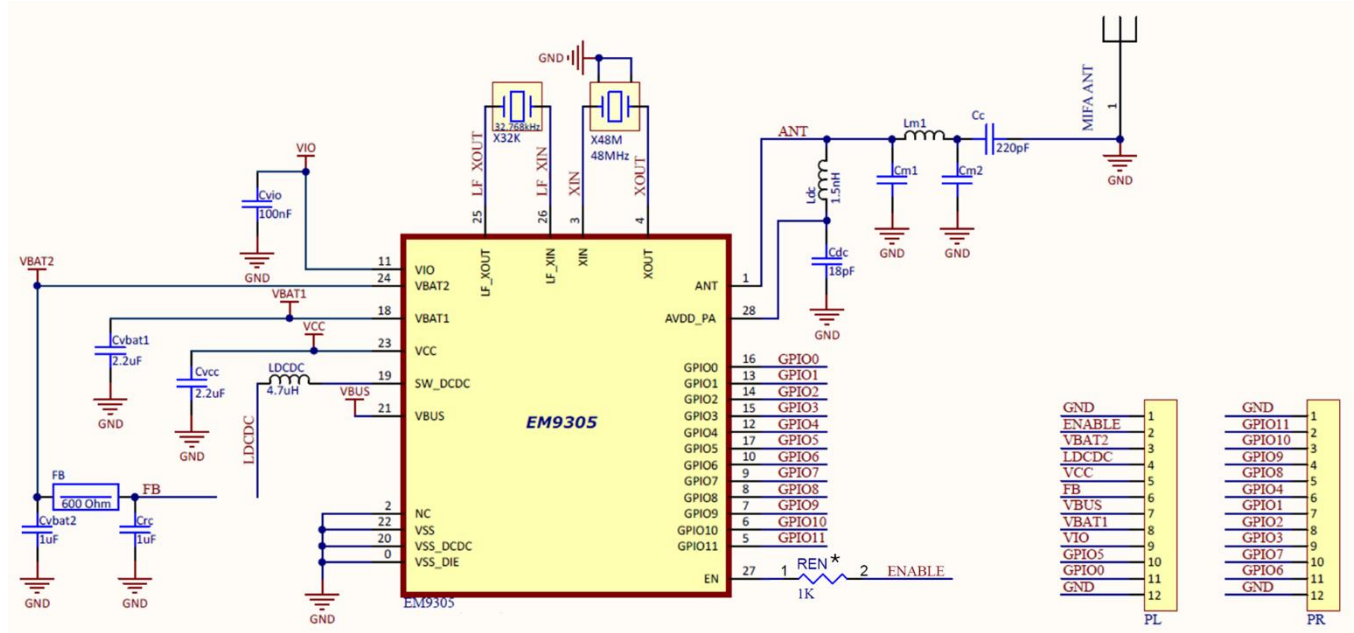 GND
32.768kHz
X32K
X48M
48MHz
LF_XOUT
LF_XIN
XIN
XOUT
25
26
3
4
LF_XOUT
LF_XIN
XIN
XOUT
VIO
Cvio
100nF
GND
VBAT2
VBAT1
Cvbat1
2.2uF
GND
VCC
Cvcc
2.2uF
GND
LDCDC
4.7uH
VBUS
LDCDC
FB
600 Ohm
FB
Cvbat2
1uF
GND
Crc
1uF
GND
11 VIO
24 VBAT2
18 VBAT1
23 VCC
19 SW_DCDC
21 VBUS
2 NC
22 VSS
20 VSS_DCDC
0 VSS_DIE
GND
EM9305
EM9305
ANT 1
AVDD_PA 28
GPIO0 16 GPIO0
GPIO1 13 GPIO1
GPIO2 14 GPIO2
GPIO3 15 GPIO3
GPIO4 12 GPIO4
GPIO5 17 GPIO5
GPIO6 10 GPIO6
GPIO7 9 GPIO7
GPIO8 8 GPIO8
GPIO9 7 GPIO9
GPIO10 6 GPIO10
GPIO11 5 GPIO11
EN 27
1 REN* 2 ENABLE
1K
ANT
Ldc
1.5nH
Cdc
18pF
GND
Lm1
Cm1
GND
Cm2
GND
Cc
220pF
MIFA ANT
1
GND
GND 1
ENABLE 2
VBAT2 3
LDCDC 4
VCC 5
FB 6
VBUS 7
VBAT1 8
VIO 9
GPIO5 10
GPIO0 11
GND 12
PL
GND 1
GPIO11 2
GPIO10 3
GPIO9 4
GPIO8 5
GPIO4 6
GPIO1 7
GPIO2 8
GPIO3 9
GPIO7 10
GPIO6 11
GND 12
PR